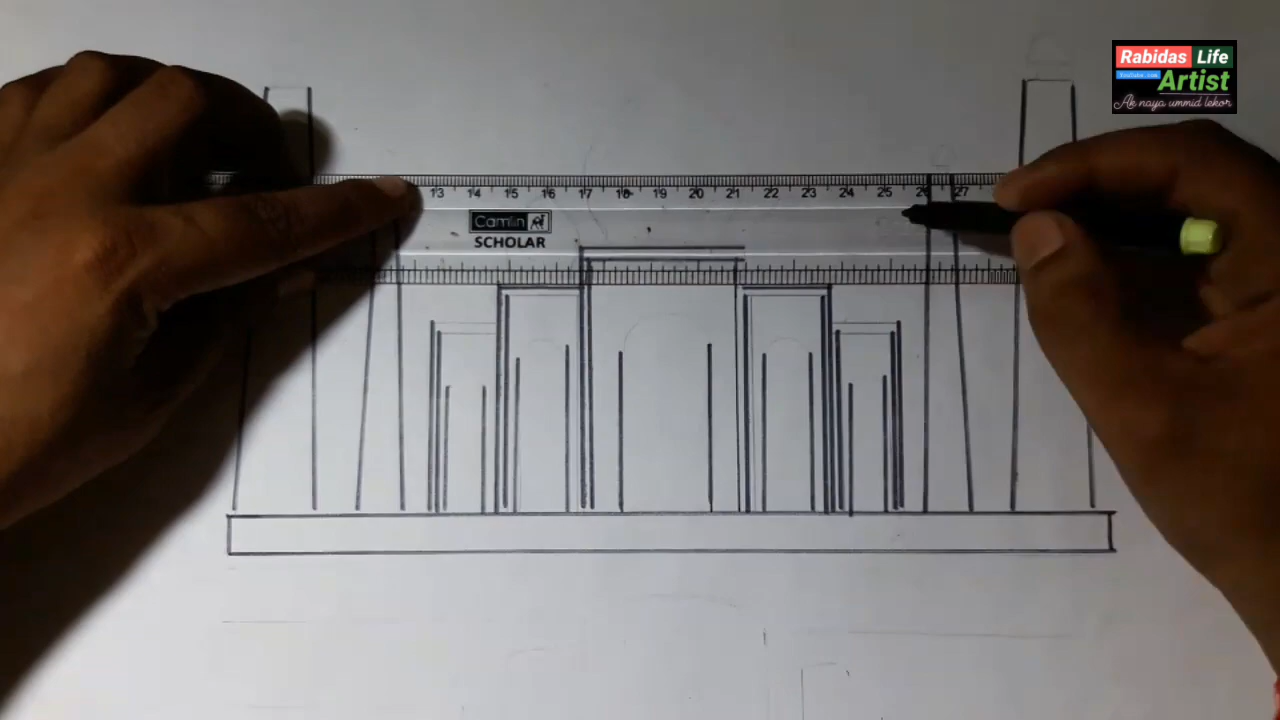 Rabidas Life
YouTube.com Artist
Ak naya ummid lekor
13 14 15 16 17 18 19 20 21 22 23 24 25 26 27
Camlin
SCHOLAR